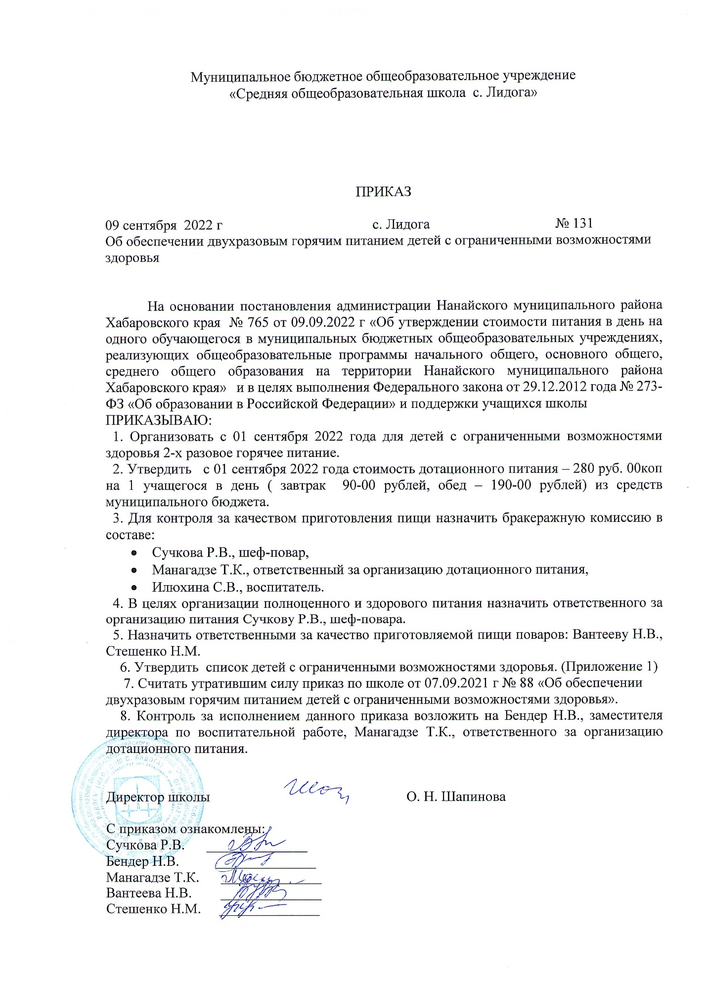 Муниципальное бюджетное общеобразовательное учреждение
«Средняя общеобразовательная школа  с. Лидога»
ПРИКАЗ
09 сентября  2022 г с. Лидога № 131
Об обеспечении двухразовым горячим питанием детей с ограниченными возможностями
здоровья
На основании постановления администрации Нанайского муниципального района
Хабаровского края  № 765 от 09.09.2022 г «Об утверждении стоимости питания в день на
одного обучающегося в муниципальных бюджетных общеобразовательных учреждениях,
реализующих общеобразовательные программы начального общего, основного общего,
среднего общего образования на территории Нанайского муниципального района
Хабаровского края»   и в целях выполнения Федерального закона от 29.12.2012 года № 273-
ФЗ «Об образовании в Российской Федерации» и поддержки учащихся школы
ПРИКАЗЫВАЮ:
1. Организовать с 01 сентября 2022 года для детей с ограниченными возможностями
здоровья 2-х разовое горячее питание.
2. Утвердить   с 01 сентября 2022 года стоимость дотационного питания – 280 руб. 00коп
на 1 учащегося в день ( завтрак  90-00 рублей, обед – 190-00 рублей) из средств
муниципального бюджета.
3. Для контроля за качеством приготовления пищи назначить бракеражную комиссию в
составе:
• Сучкова Р.В., шеф-повар,
• Манагадзе Т.К., ответственный за организацию дотационного питания,
• Илюхина С.В., воспитатель.
4. В целях организации полноценного и здорового питания назначить ответственного за
организацию питания Сучкову Р.В., шеф-повара.
5. Назначить ответственными за качество приготовляемой пищи поваров: Вантееву Н.В.,
Стешенко Н.М.
6. Утвердить  список детей с ограниченными возможностями здоровья. (Приложение 1)
7. Считать утратившим силу приказ по школе от 07.09.2021 г № 88 «Об обеспечении
двухразовым горячим питанием детей с ограниченными возможностями здоровья».
8. Контроль за исполнением данного приказа возложить на Бендер Н.В., заместителя
директора по воспитательной работе, Манагадзе Т.К., ответственного за организацию
дотационного питания.
Директор школы О. Н. Шапинова
С приказом ознакомлены:
Сучкова Р.В.
Бендер Н.В.
Манагадзе Т.К.
Вантеева Н.В.
Стешенко Н.М.